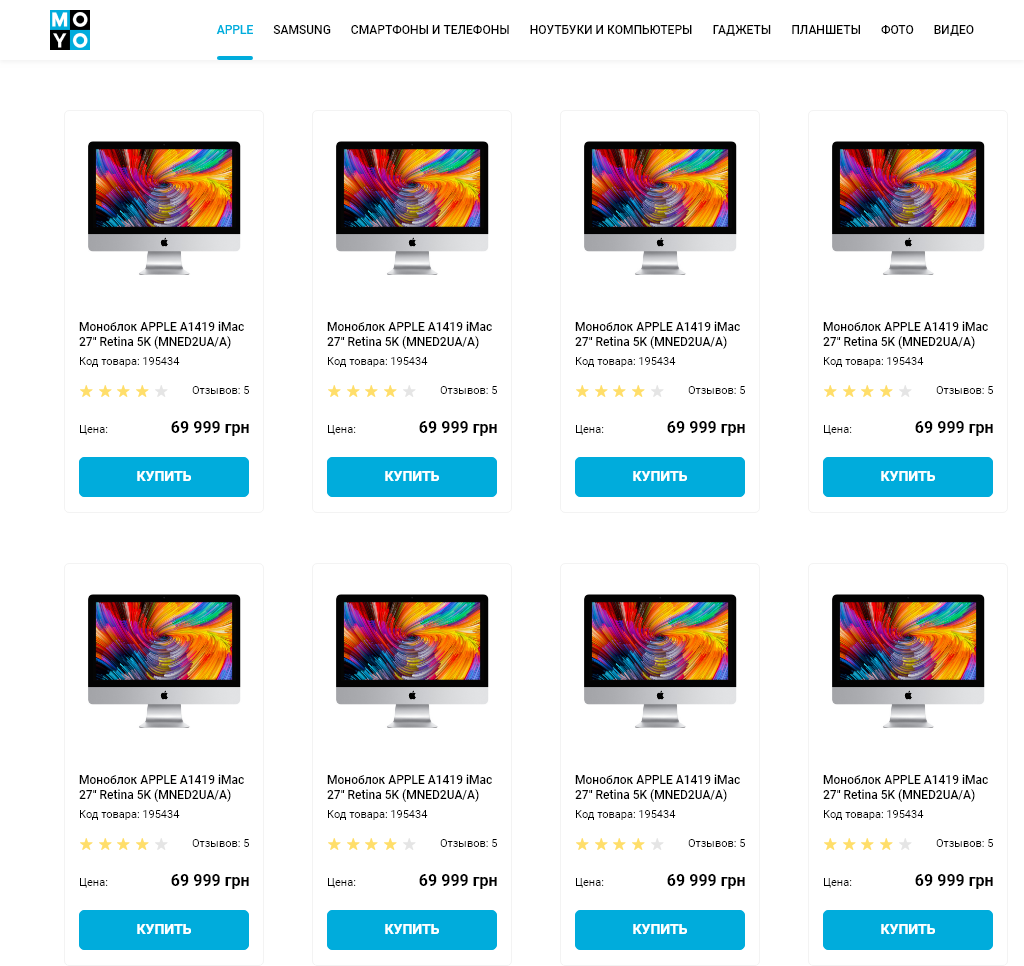 MO
YO
APPLE SAMSUNG СМАРТФОНЫ И ТЕЛЕФОНЫ НОУТБУКИ И КОМПЬЮТЕРЫ ГАДЖЕТЫ ПЛАНШЕТЫ ФОТО ВИДЕО
Моноблок APPLE A1419 iMac
27" Retina 5K (MNED2UA/A)
Код товара: 195434
Отзывов: 5
Цена: 69 999 грн
КУПИТЬ
Моноблок APPLE A1419 iMac
27" Retina 5K (MNED2UA/A)
Код товара: 195434
Отзывов: 5
Цена: 69 999 грн
КУПИТЬ
Моноблок APPLE A1419 iMac
27" Retina 5K (MNED2UA/A)
Код товара: 195434
Отзывов: 5
Цена: 69 999 грн
КУПИТЬ
Моноблок APPLE A1419 iMac
27" Retina 5K (MNED2UA/A)
Код товара: 195434
Отзывов: 5
Цена: 69 999 грн
КУПИТЬ
Моноблок APPLE A1419 iMac
27" Retina 5K (MNED2UA/A)
Код товара: 195434
Отзывов: 5
Цена: 69 999 грн
КУПИТЬ
Моноблок APPLE A1419 iMac
27" Retina 5K (MNED2UA/A)
Код товара: 195434
Отзывов: 5
Цена: 69 999 грн
КУПИТЬ
Моноблок APPLE A1419 iMac
27" Retina 5K (MNED2UA/A)
Код товара: 195434
Отзывов: 5
Цена: 69 999 грн
КУПИТЬ
Моноблок APPLE A1419 iMac
27" Retina 5K (MNED2UA/A)
Код товара: 195434
Отзывов: 5
Цена: 69 999 грн
КУПИТЬ